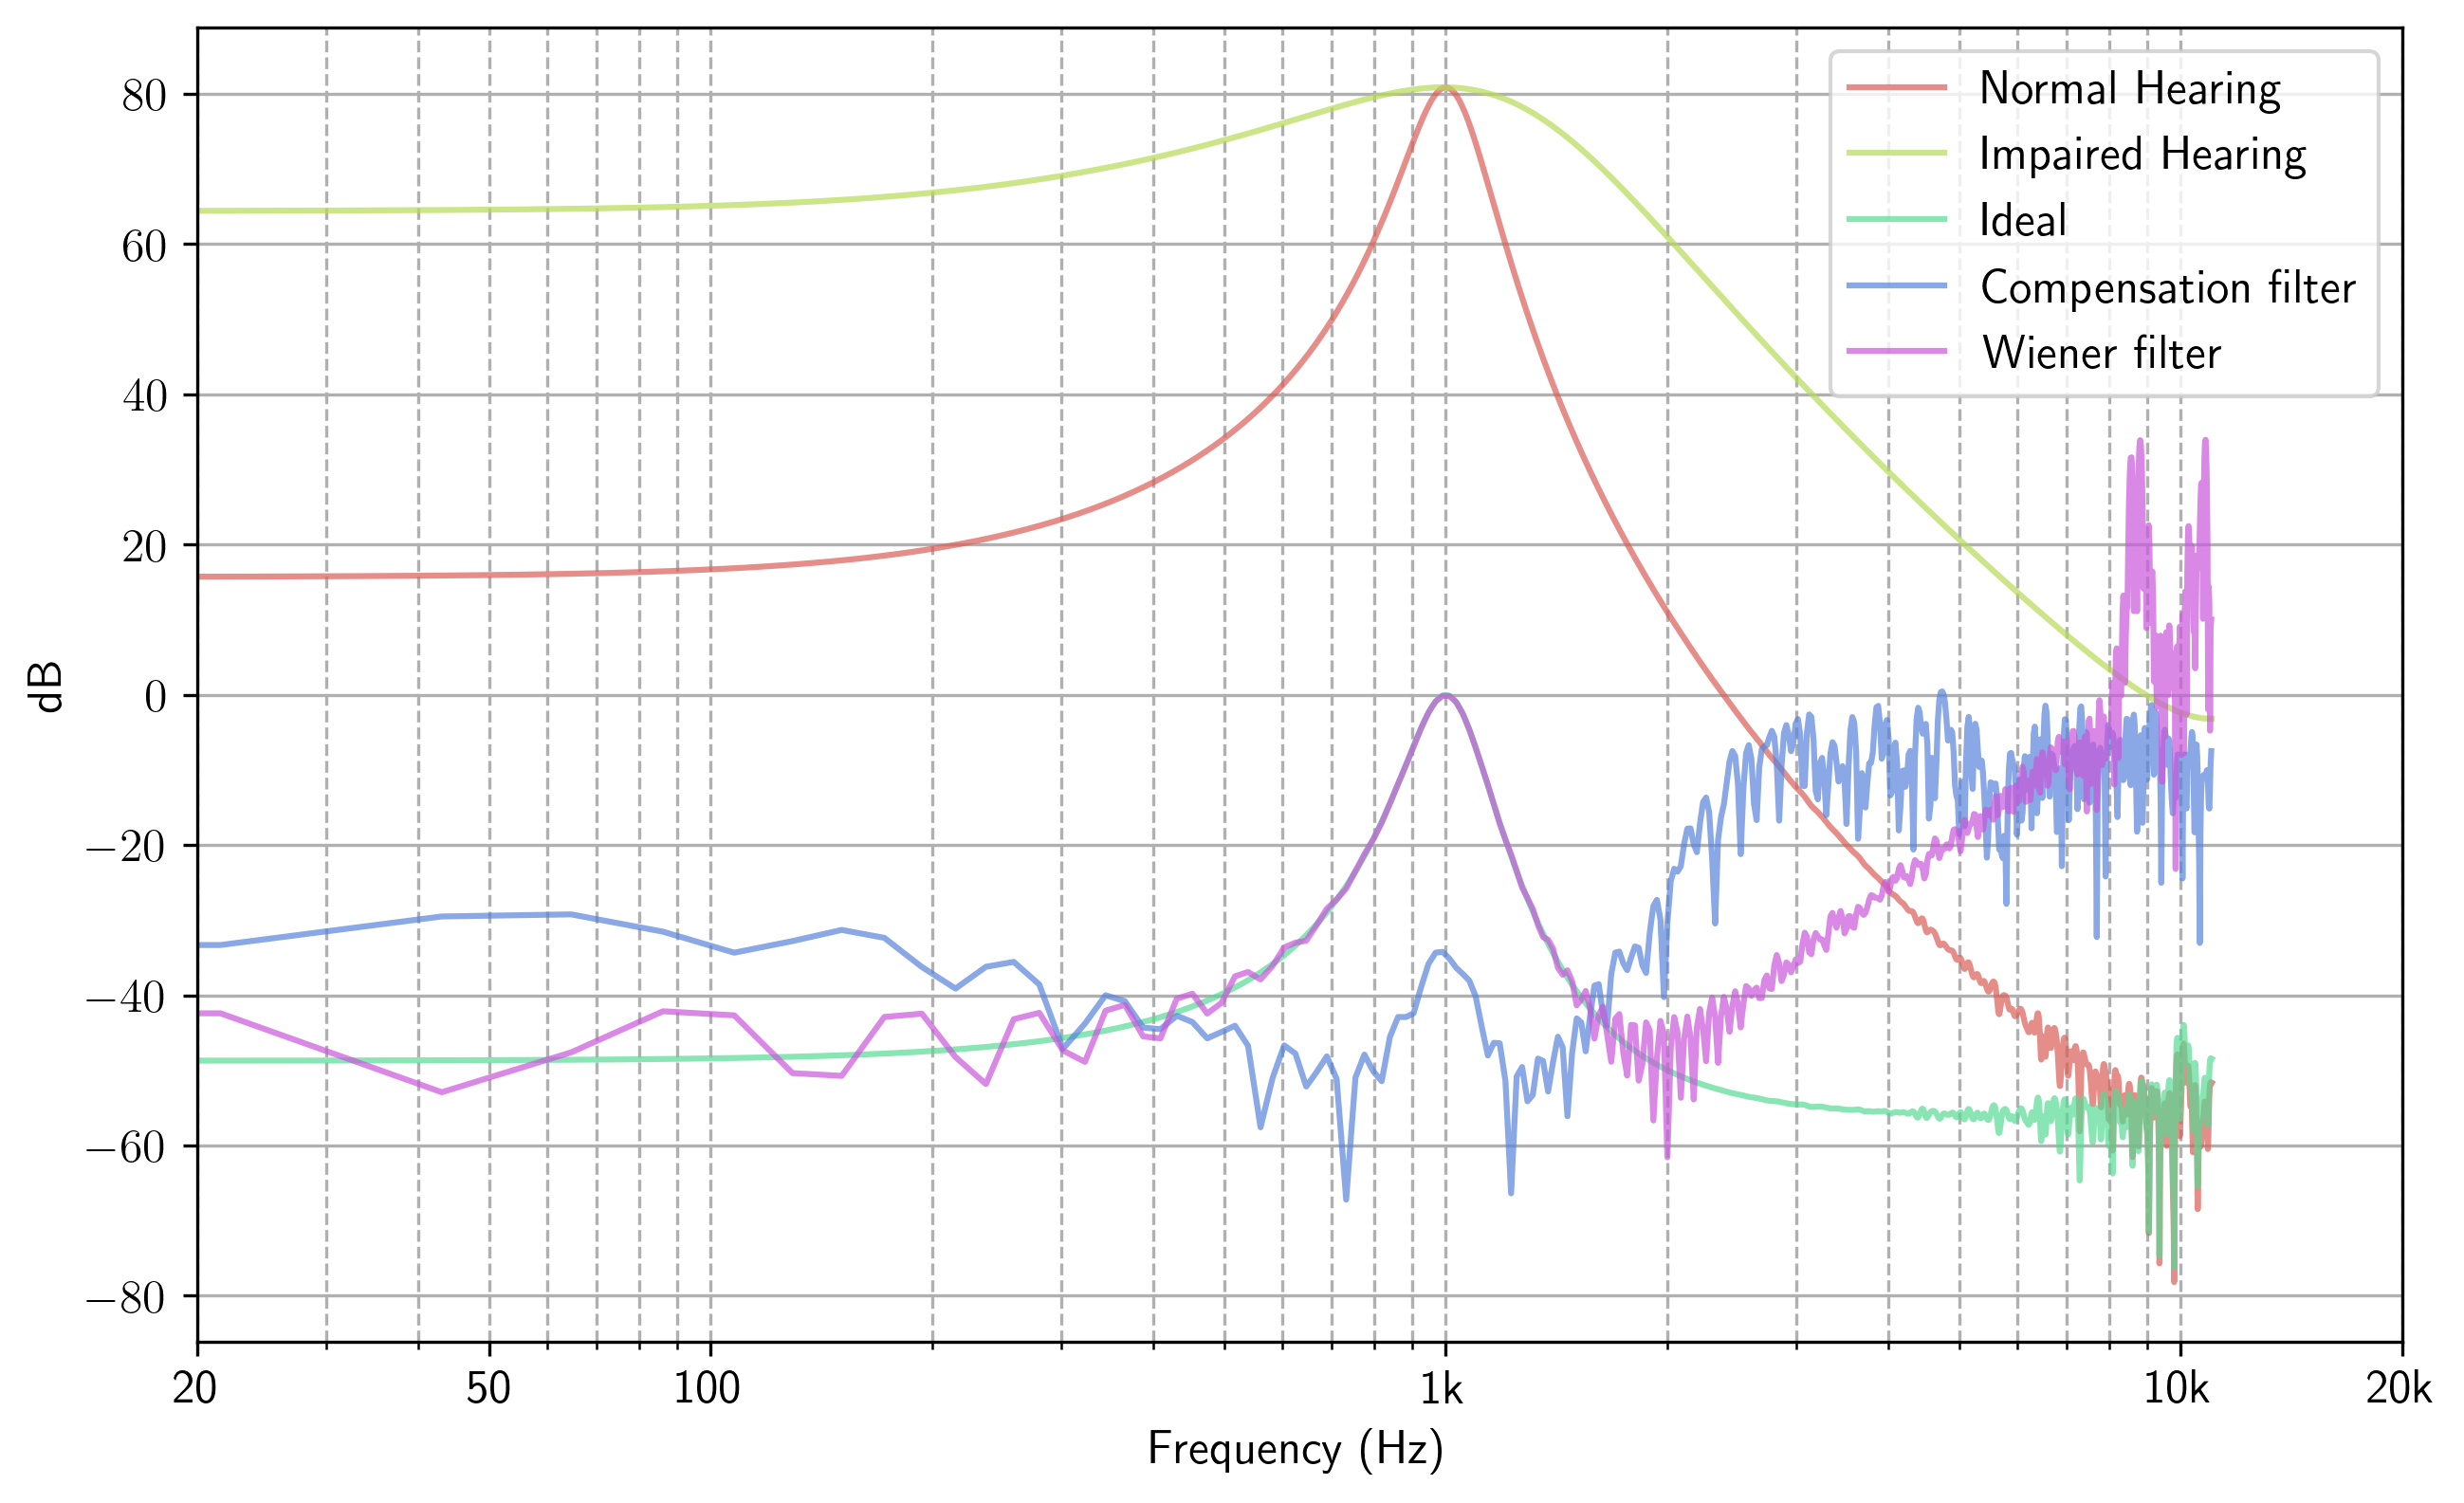 80
60
40
20
0
−20
−40
−60
−80
dB
20
50
100
1k
10k
20k
Frequency (Hz)
Normal Hearing
Impaired Hearing
Ideal
Compensation filter
Wiener filter